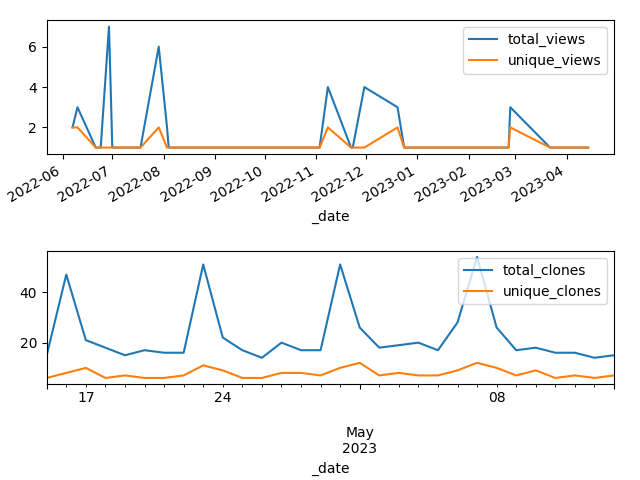 total_views
unique_views
6
4
2
2022-06
2022-07
2022-08
2022-09
2022-10
2022-11
2022-12
2023-01
2023-02
2023-03
2023-04
_date
total_clones
unique_clones
40
20
17
24
08
May
2023
_date